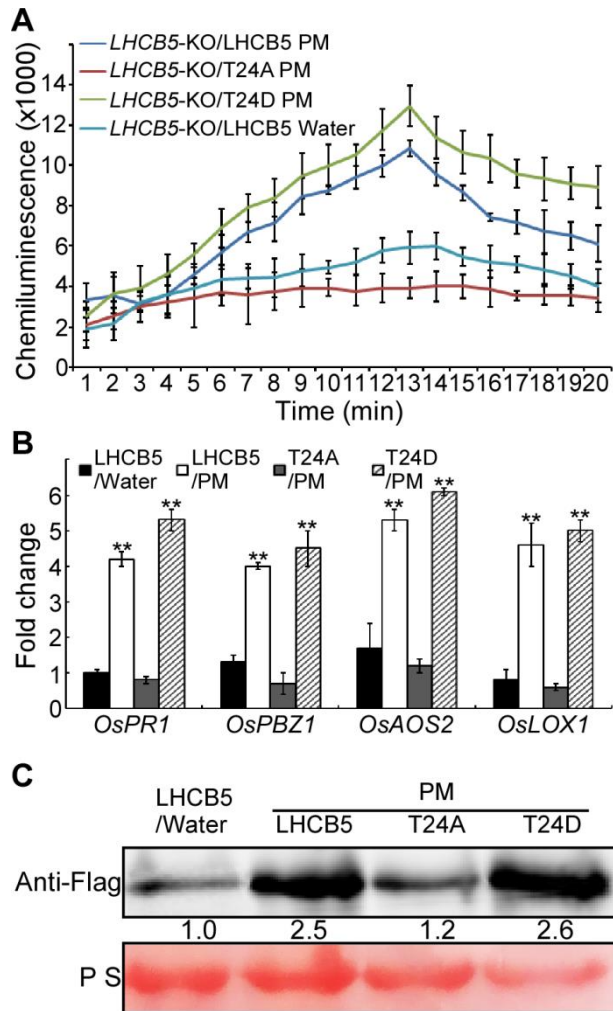 A
LHCB5-KO/LHCB5 PM
LHCB5-KO/T24A PM
LHCB5-KO/T24D PM
LHCB5-KO/LHCB5 Water
Chemiluminescence (x1000)
14
12
10
8
6
4
2
0
1 2 3 4 5 6 7 8 9 10 11 12 13 14 15 16 17 18 19 20
Time (min)
B
LHCB5 LHCB5 T24A T24D
/Water /PM /PM /PM
Fold change
6
5
4
3
2
1
0
** ** ** ** ** ** ** **
OsPR1 OsPBZ1 OsAOS2 OsLOX1
C
LHCB5 PM
/Water LHCB5 T24A T24D
Anti-Flag
1.0 2.5 1.2 2.6
P S